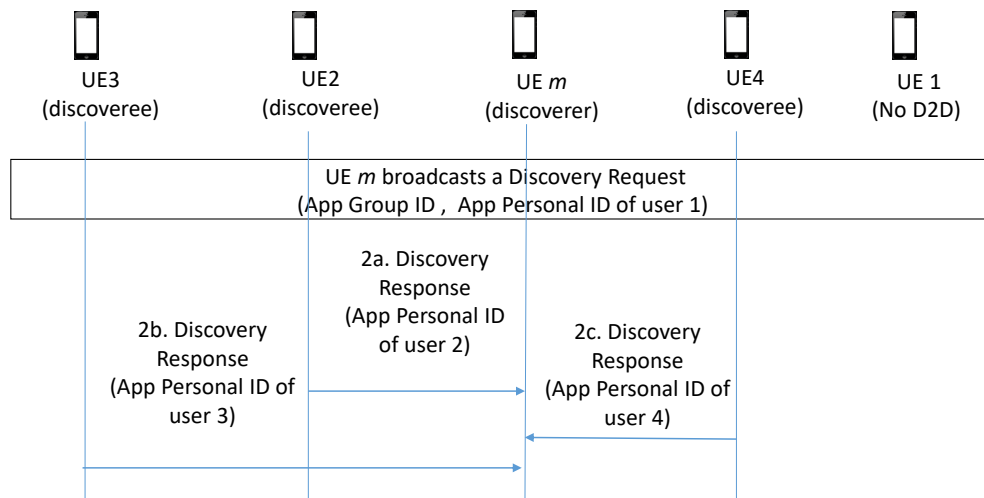 UE3
(discoveree)
UE2
(discoveree)
UE m
(discoverer)
UE4
(discoveree)
UE 1
(No D2D)
UE m broadcasts a Discovery Request
(App Group ID , App Personal ID of user 1)
2a. Discovery
Response
(App Personal ID
of user 2)
2b. Discovery
Response
(App Personal ID of
user 3)
2c. Discovery
Response
(App Personal ID of
user 4)